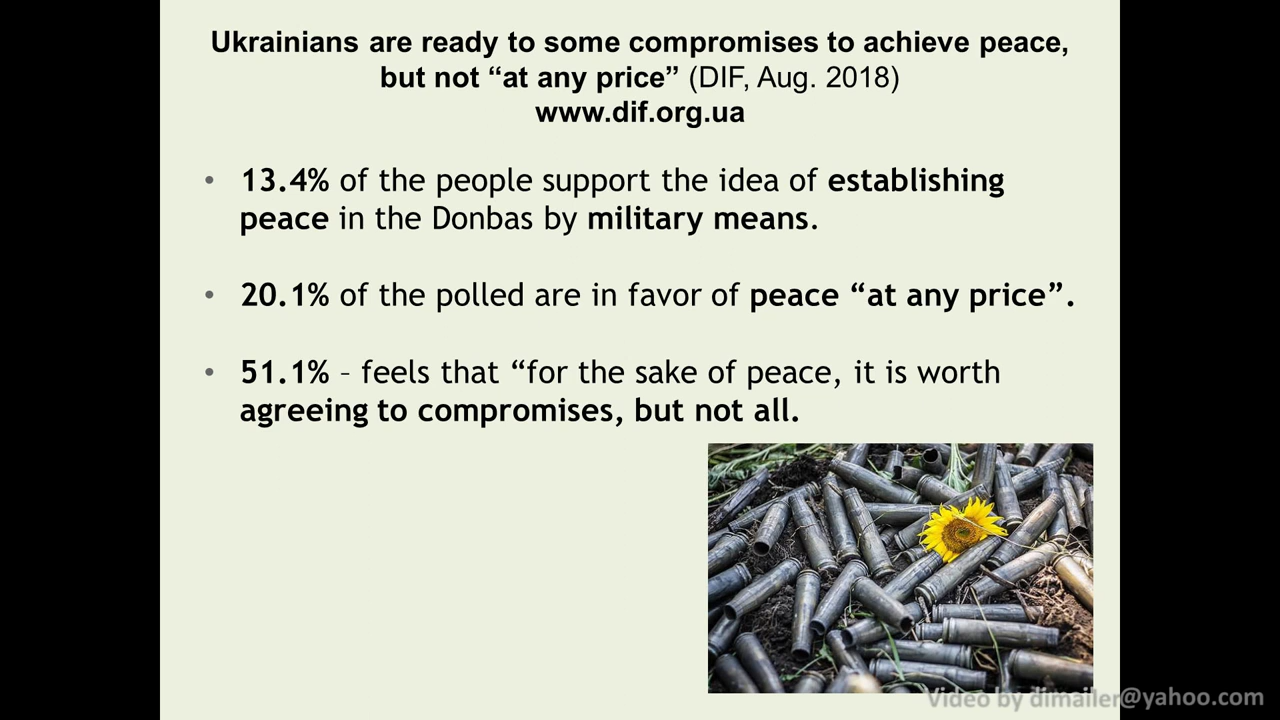 Ukrainians are ready to some compromises to achieve peace,
but not “at any price” (DIF, Aug. 2018)
www.dif.org.ua
• 13.4% of the people support the idea of establishing
peace in the Donbas by military means.
• 20.1% of the polled are in favor of peace “at any price”.
• 51.1% – feels that “for the sake of peace, it is worth
agreeing to compromises, but not all.
Video by dimailer@yahoo.com